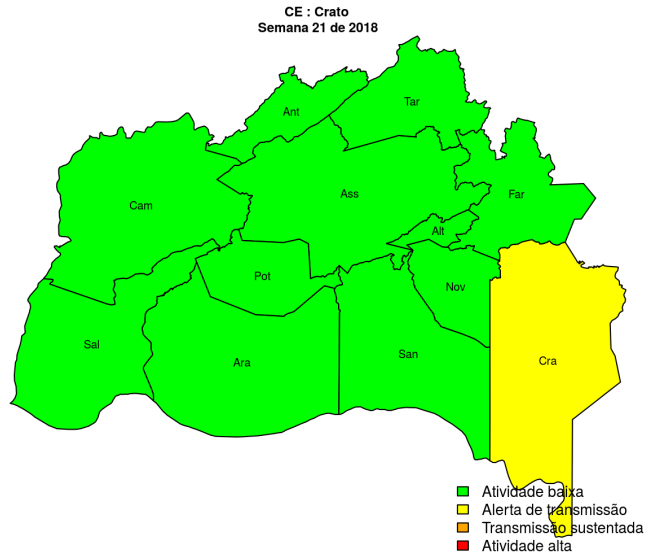 CE : Crato
Semana 21 de 2018
Tar
Ant
Ass
Far
Cam
Alt
Pot
Nov
Sal
San
Ara
Cra
Atividade baixa
Alerta de transmissão
Transmissão sustentada
Atividade alta